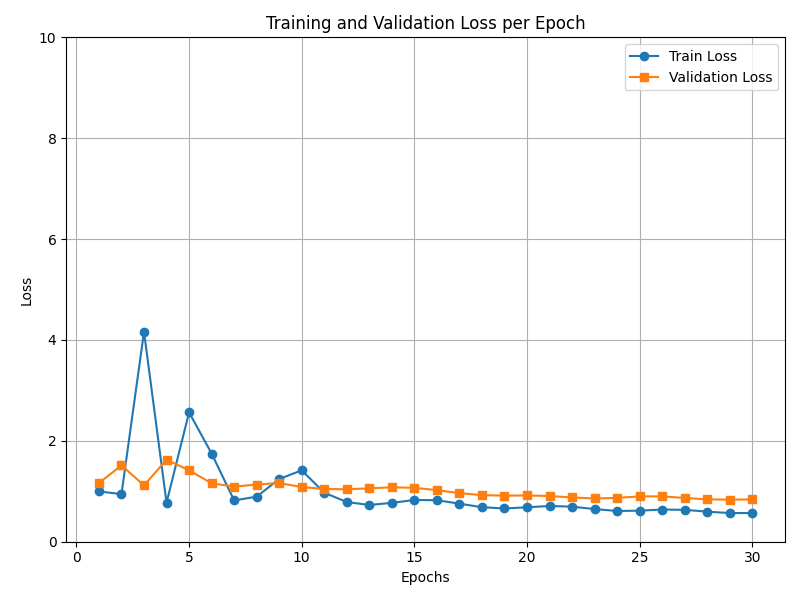 Training and Validation Loss per Epoch
10
8
6
4
2
0
Loss
Train Loss
Validation Loss
0 5 10 15 20 25 30
Epochs